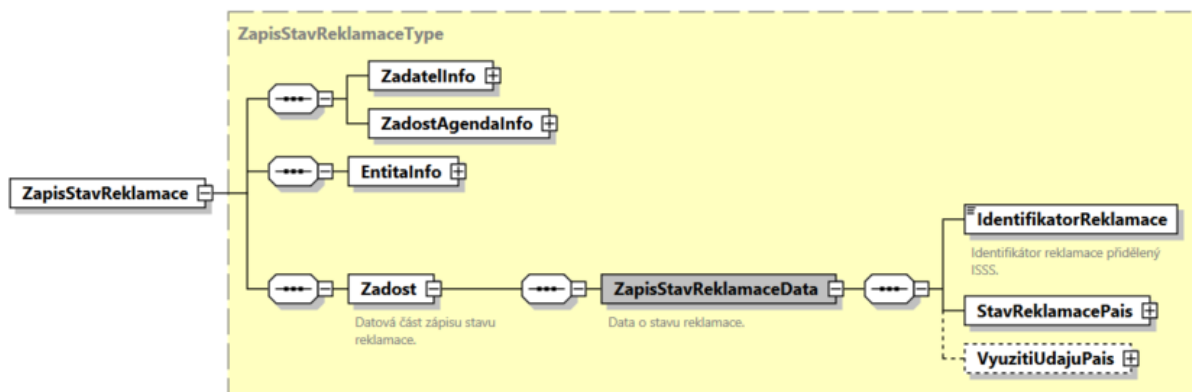 ZapisStavReklamaceType
ZadatelInfo
ZadostAgendaInfo
EntitaInfo
ZapisStavReklamace
IdentifikatorReklamace
Identifikátor reklamace přidělený
ISSS.
Zadost
ZapisStavReklamaceData
Datová část zápisu stavu
reklamace.
Data o stavu reklamace.
StavReklamacePais
VyuzitiUdajuPais